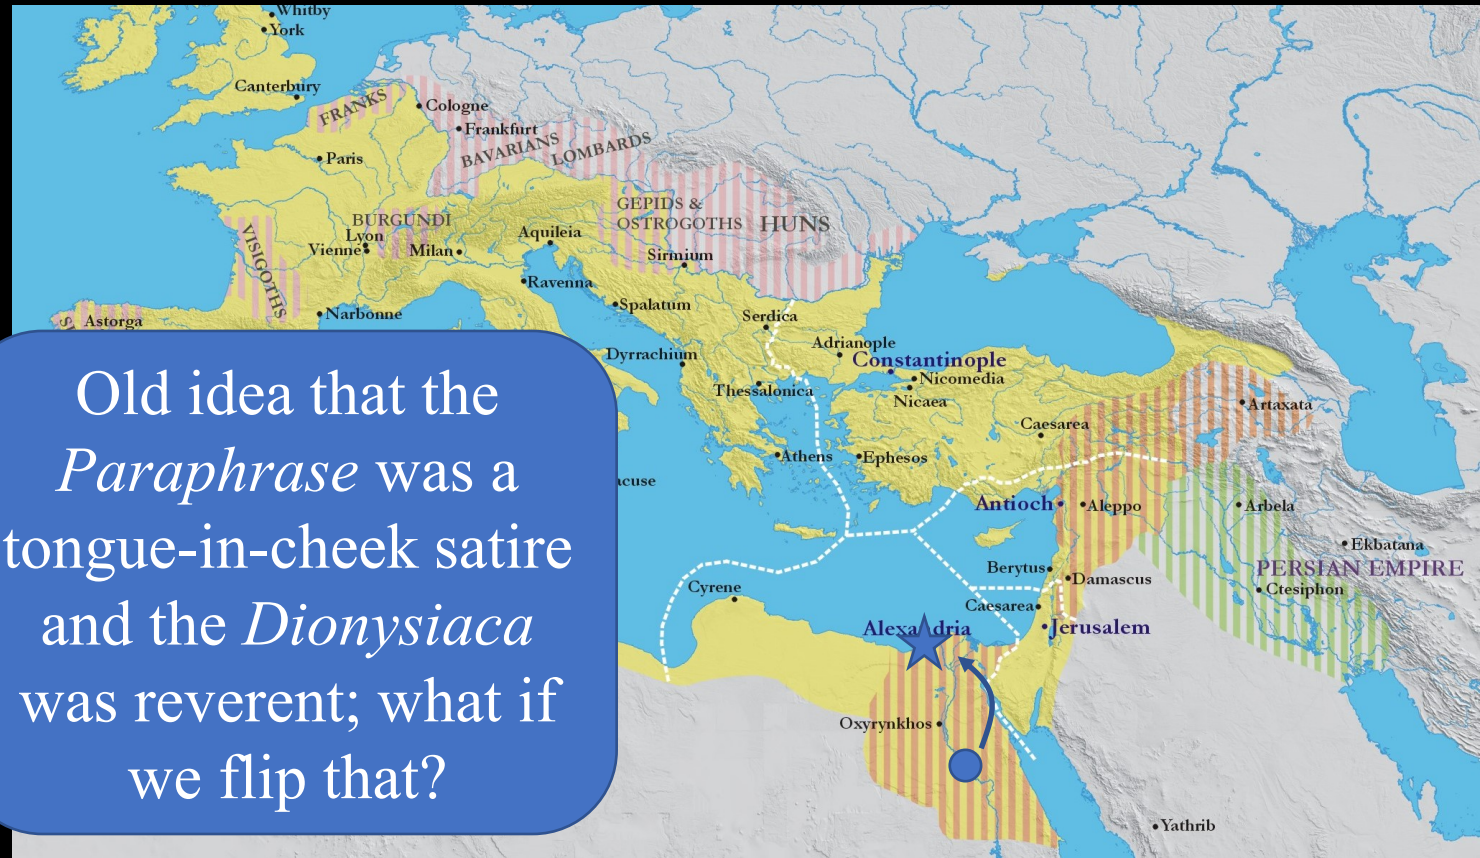 Whitby
York
Canterbury
FRANKS
Cologne
Frankfurt
BAVARIANS
LOMBARDS
Paris
GEPIDS &
OSTROGOTHS
HUNS
BURGUNDI
Lyon
Vienne
Milan
Aquileia
VISIGOTHS
Sirmium
Ravenna
Spalatum
Narbonne
Astorga
Serdica
Adrianople
Constantinople
Nicomedia
Nicaea
Dyrrachium
Thessalonica
Artaxata
Caesarea
Athens
Ephesos
acuse
Antioch
Aleppo
Arbela
Ekbatana
PERSIAN EMPIRE
Ctesiphon
Berytus
Damascus
Cyrene
Caesarea
Alexa dria
Jerusalem
Oxyrynkhos
Yathrib
Old idea that the
Paraphrase was a
tongue-in-cheek satire
and the Dionysiaca
was reverent; what if
we flip that?